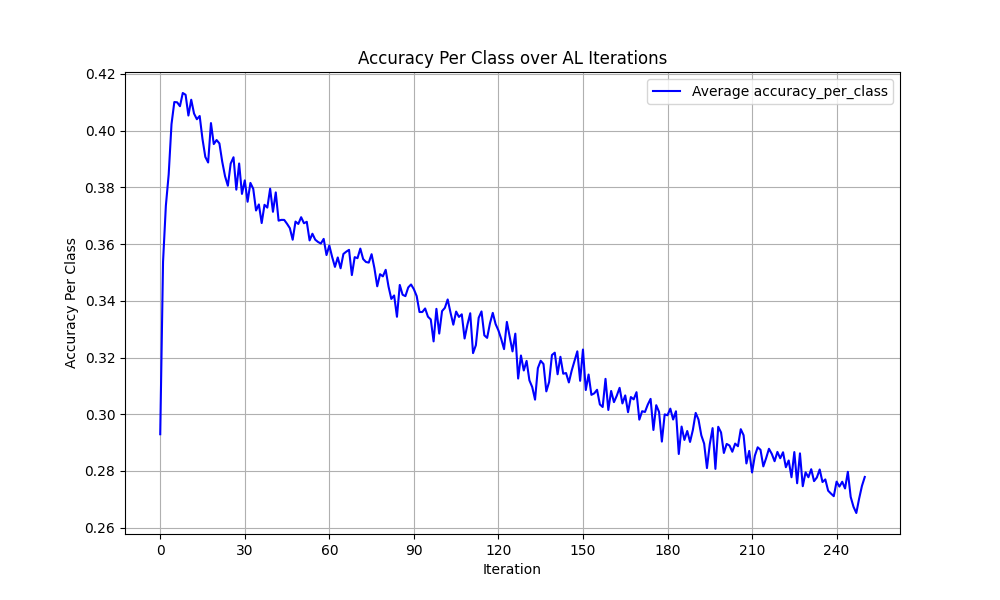 Accuracy Per Class over AL Iterations
Average accuracy_per_class
Accuracy Per Class
0.42
0.40
0.38
0.36
0.34
0.32
0.30
0.28
0.26
0 30 60 90 120 150 180 210 240
Iteration